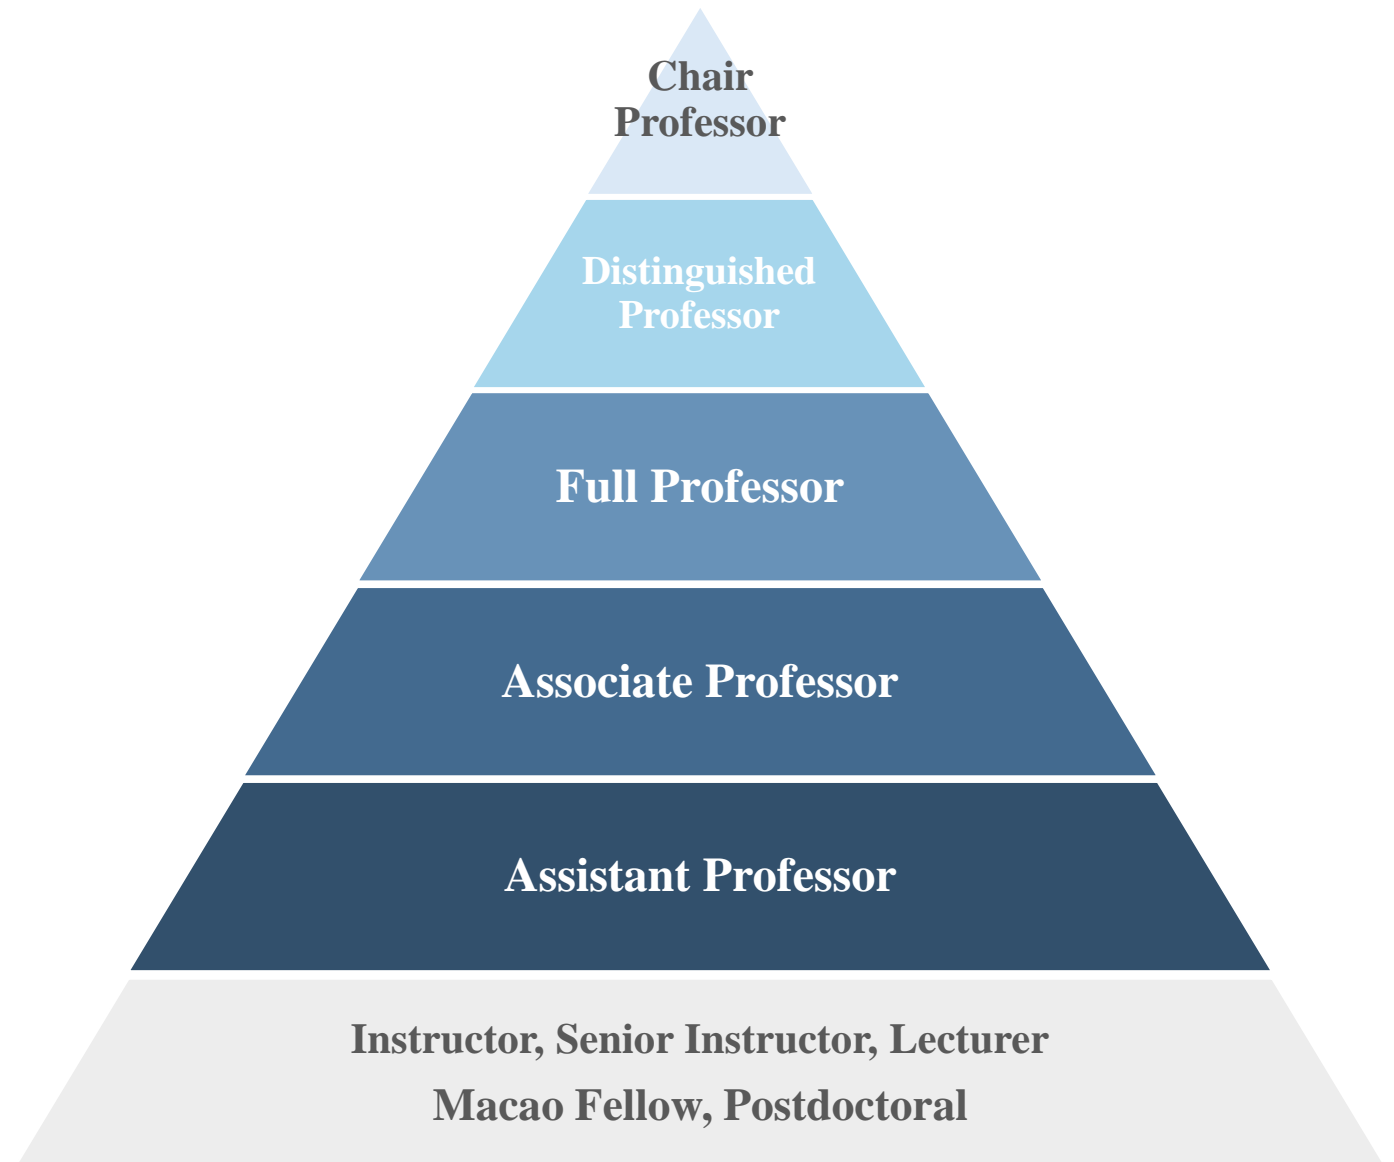 Chair
Professor
Distinguished
Professor
Full Professor
Associate Professor
Assistant Professor
Instructor, Senior Instructor, Lecturer
Macao Fellow, Postdoctoral